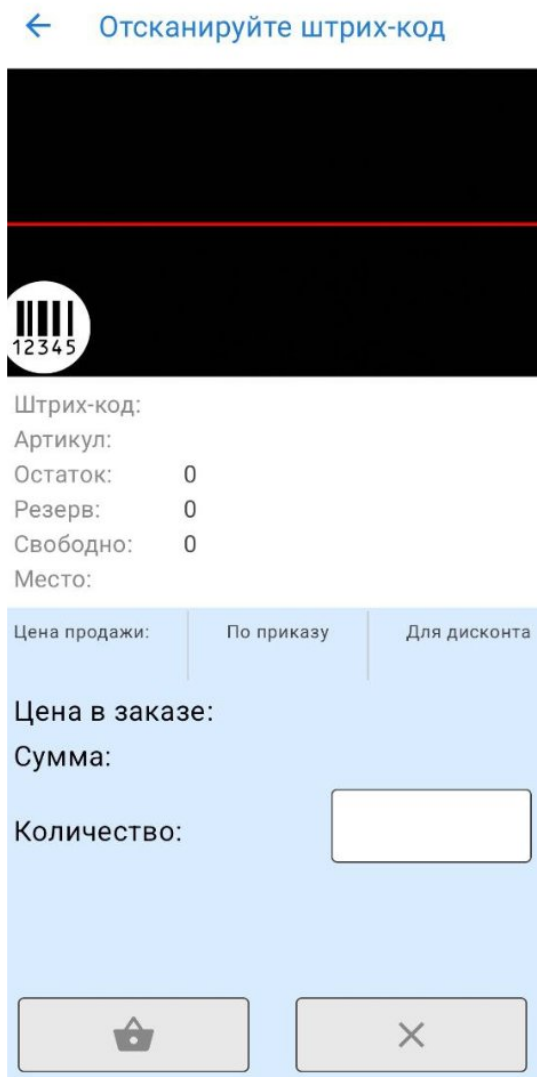 Отсканируйте штрих-код
12345
Штрих-код:
Артикул:
Остаток: 0
Резерв: 0
Свободно: 0
Место:
Цена продажи: По приказу Для дисконта
Цена в заказе:
Сумма:
Количество: